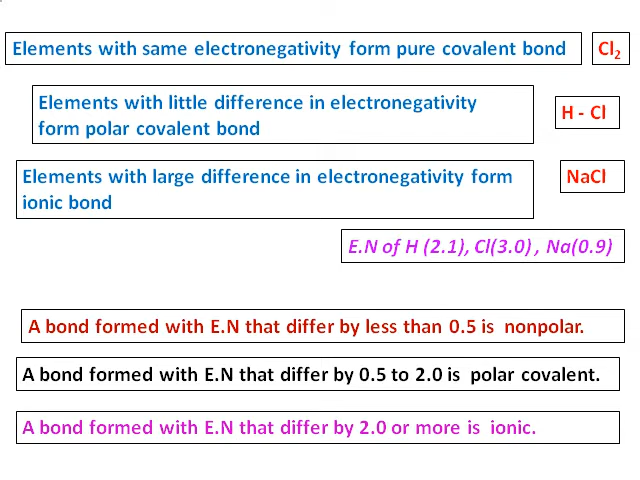 Elements with same electronegativity form pure covalent bond
Cl₂
Elements with little difference in electronegativity
form polar covalent bond
H - Cl
Elements with large difference in electronegativity form
ionic bond
NaCl
E.N of H (2.1), Cl(3.0) , Na(0.9)
A bond formed with E.N that differ by less than 0.5 is nonpolar.
A bond formed with E.N that differ by 0.5 to 2.0 is polar covalent.
A bond formed with E.N that differ by 2.0 or more is ionic.